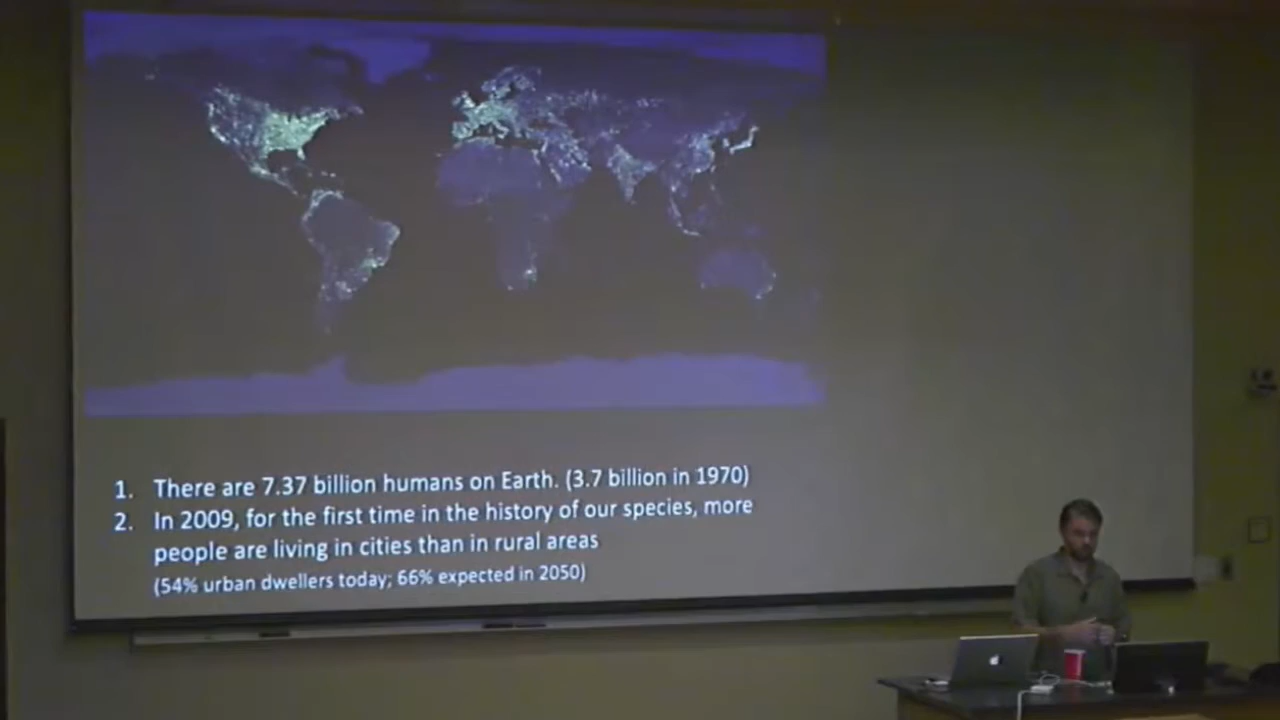 1. There are 7.37 billion humans on Earth. (3.7 billion in 1970)
2. In 2009, for the first time in the history of our species, more
people are living in cities than in rural areas
(54% urban dwellers today; 66% expected in 2050)